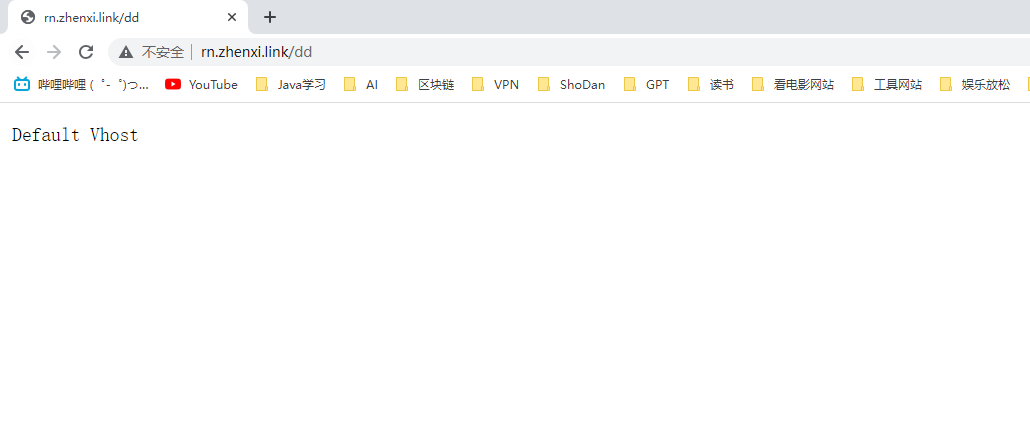 rn.zhenxi.link/dd
不安全 rn.zhenxi.link/dd
哔哩哔哩 ( ゜- ゜)つ... YouTube Java学习 AI 区块链 VPN ShoDan GPT 读书 看电影网站 工具网站 娱乐放松
Default Vhost